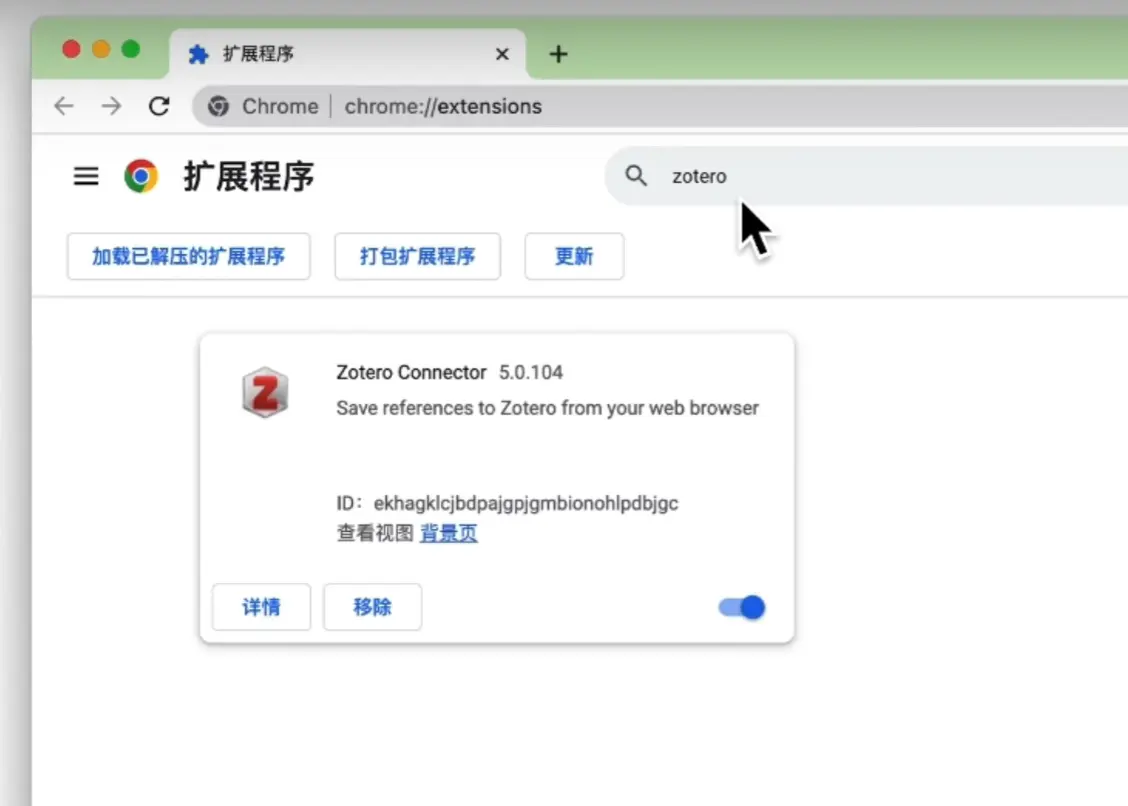 扩展程序
Chrome | chrome://extensions
扩展程序
zotero
加载已解压的扩展程序 打包扩展程序 更新
Z
Zotero Connector 5.0.104
Save references to Zotero from your web browser
ID：ekhagklcjbdpajgpjgmbionohlpdbjgc
查看视图 背景页
详情 移除